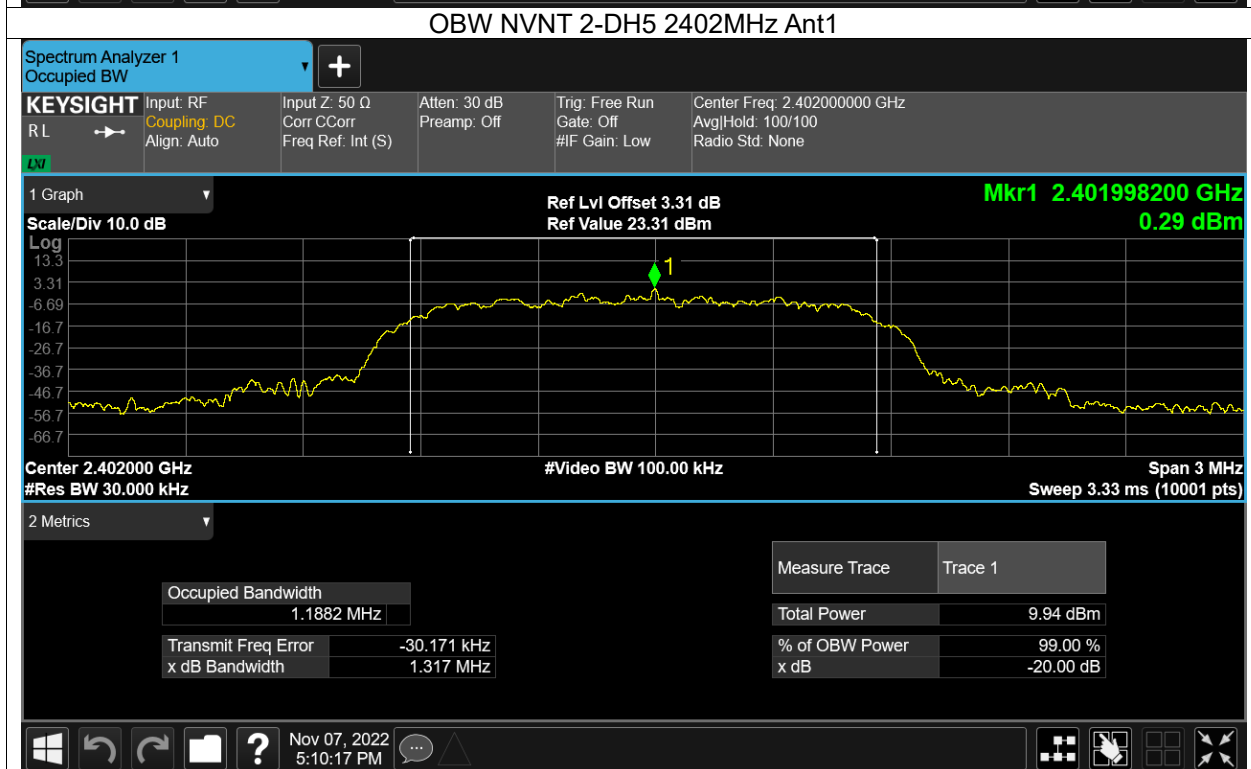 OBW NVNT 2-DH5 2402MHz Ant1
Spectrum Analyzer 1
Occupied BW
KEYSIGHT
R L
LXI
Input: RF
Coupling: DC
Align: Auto
Input Z: 50 Ω
Corr CCorr
Freq Ref: Int (S)
Atten: 30 dB
Preamp: Off
Trig: Free Run
Gate: Off
#IF Gain: Low
Center Freq: 2.402000000 GHz
Avg|Hold: 100/100
Radio Std: None
1 Graph
Scale/Div 10.0 dB
Ref Lvl Offset 3.31 dB
Ref Value 23.31 dBm
Mkr1 2.401998200 GHz
0.29 dBm
Log
13.3
3.31
-6.69
-16.7
-26.7
-36.7
-46.7
-56.7
-66.7
1
Center 2.402000 GHz
#Res BW 30.000 kHz
#Video BW 100.00 kHz
Span 3 MHz
Sweep 3.33 ms (10001 pts)
2 Metrics
Occupied Bandwidth
1.1882 MHz
Transmit Freq Error -30.171 kHz
x dB Bandwidth 1.317 MHz
Measure Trace Trace 1
Total Power 9.94 dBm
% of OBW Power 99.00 %
x dB -20.00 dB
?
Nov 07, 2022
5:10:17 PM